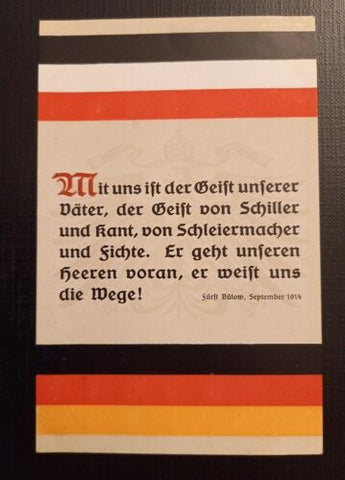 Mit uns ist der Geist unserer
Väter, der Geist von Schiller
und Kant, von Schleiermacher
und Fichte. Er geht unseren
Heeren voran, er weist uns
die Wege!
Fürst Bülow, September 1914